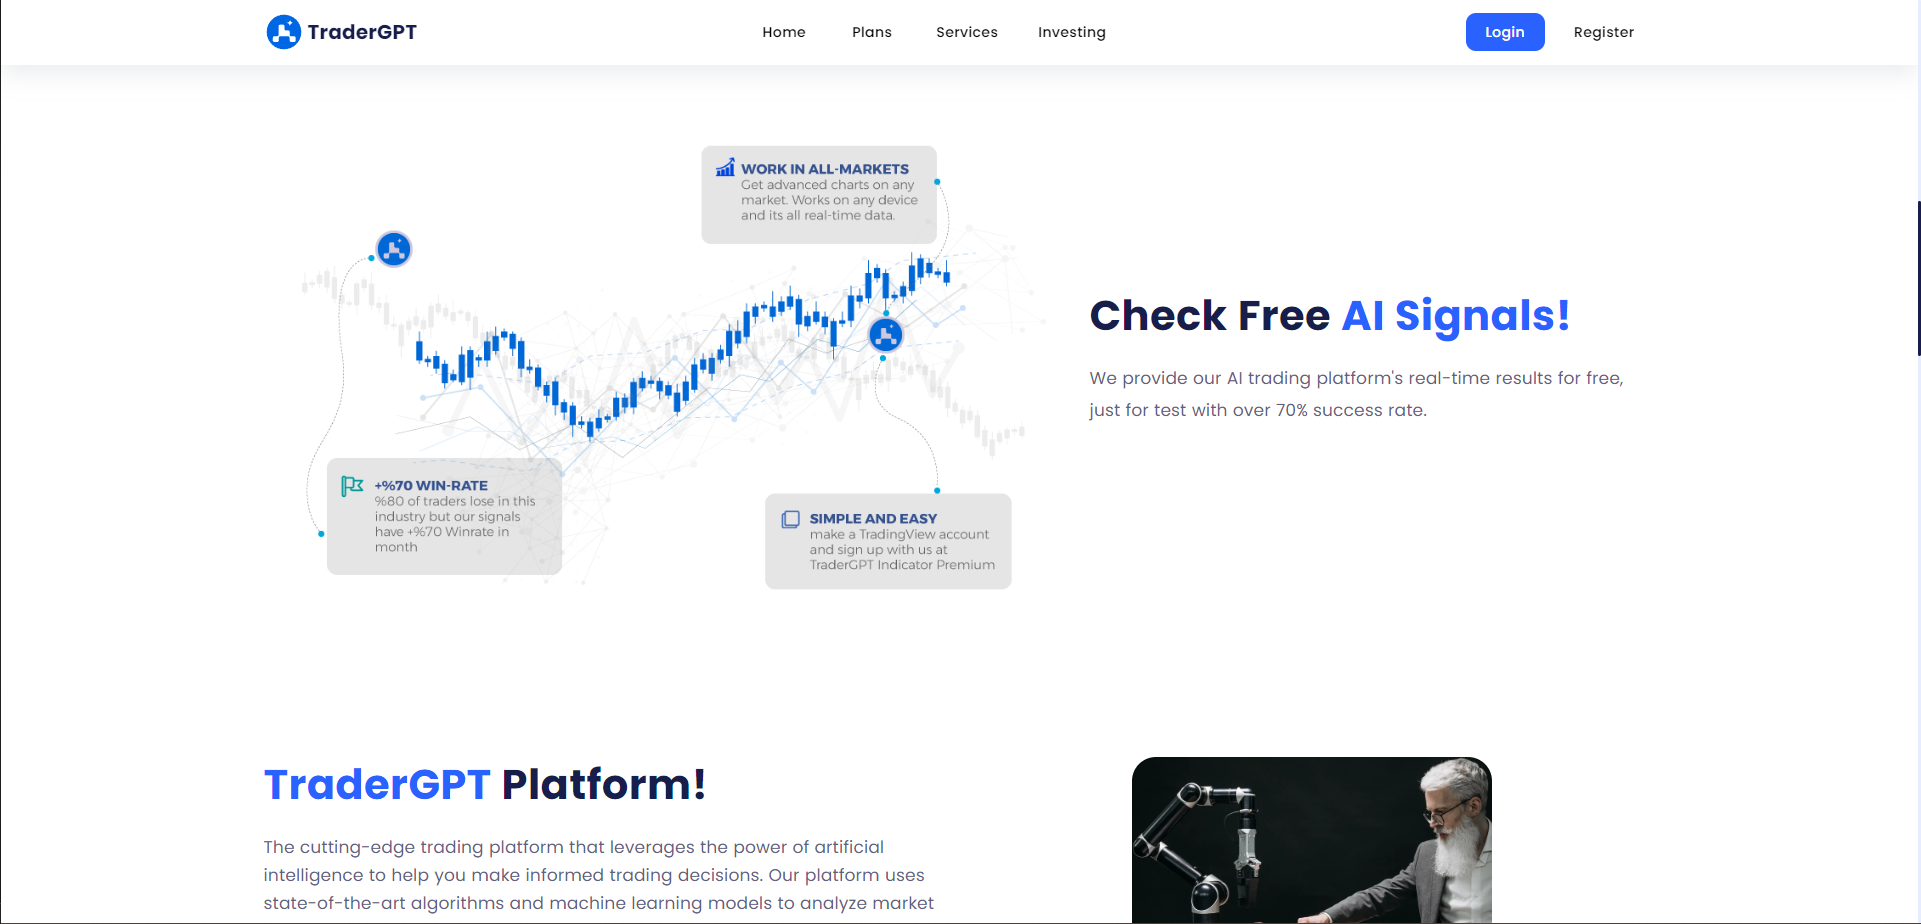 TraderGPT
Home Plans Services Investing
Login Register
WORK IN ALL-MARKETS
Get advanced charts on any
market. Works on any device
and its all real-time data.
+%70 WIN-RATE
%80 of traders lose in this
industry but our signals
have +%70 Winrate in
month
SIMPLE AND EASY
make a TradingView account
and sign up with us at
TraderGPT Indicator Premium
Check Free AI Signals!
We provide our AI trading platform's real-time results for free,
just for test with over 70% success rate.
TraderGPT Platform!
The cutting-edge trading platform that leverages the power of artificial
intelligence to help you make informed trading decisions. Our platform uses
state-of-the-art algorithms and machine learning models to analyze market